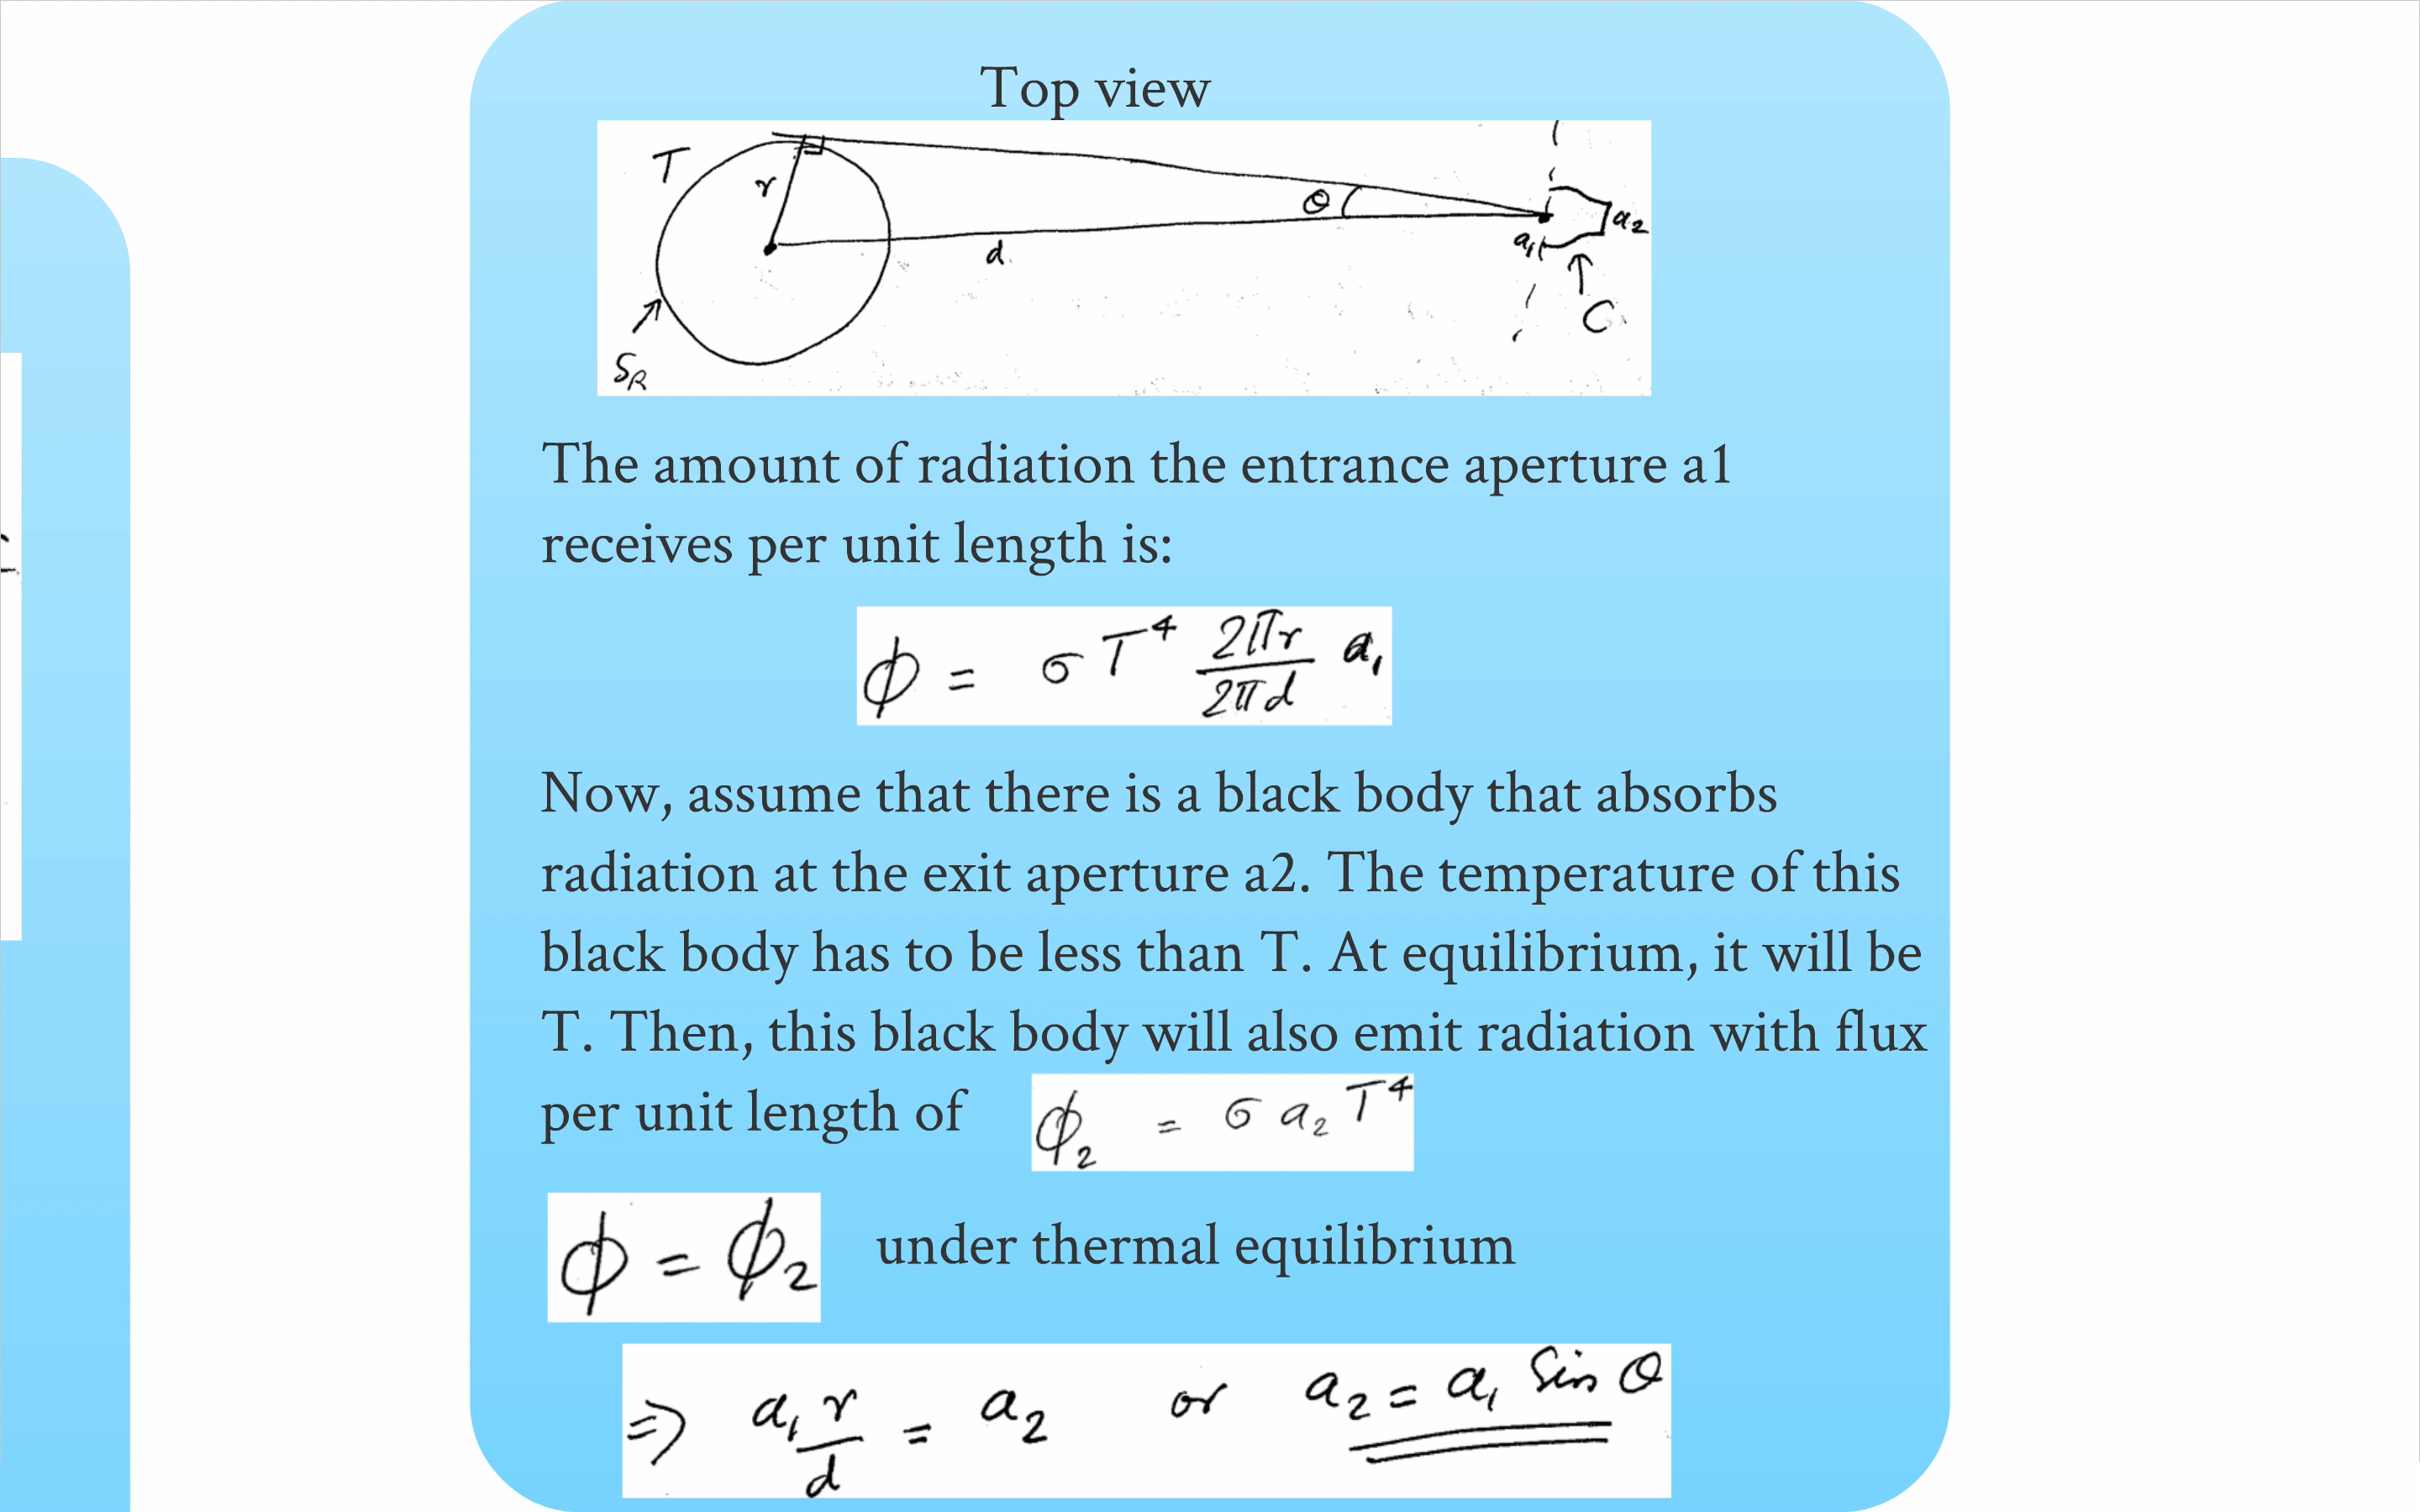 Top view
T
r
θ
d
a₁
a₂
C
S_R
The amount of radiation the entrance aperture a1
receives per unit length is:
ϕ = σ T⁴ 2πr/2πd a₁
Now, assume that there is a black body that absorbs
radiation at the exit aperture a2. The temperature of this
black body has to be less than T. At equilibrium, it will be
T. Then, this black body will also emit radiation with flux
per unit length of ϕ₂ = σ a₂ T⁴
ϕ = ϕ₂ under thermal equilibrium
⇒ a₁ r/d = a₂ or a₂ = a₁ Sin θ